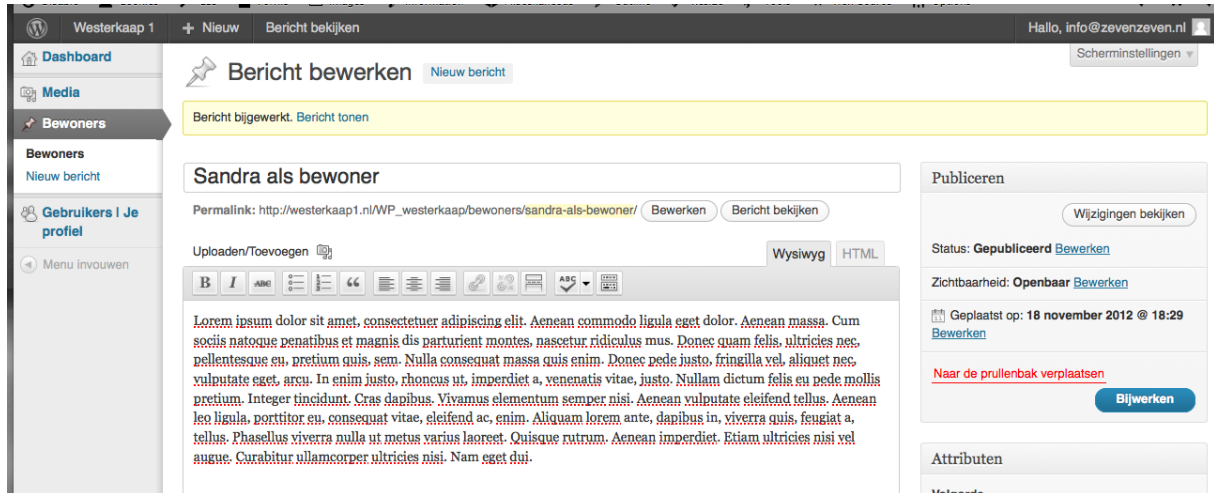 Westerkaap 1
+ Nieuw
Bericht bekijken
Hallo, info@zevenzeven.nl
Scherminstellingen
Dashboard
Media
Bewoners
Bewoners
Nieuw bericht
Gebruikers | Je
profiel
Menu invouwen
Bericht bewerken Nieuw bericht
Bericht bijgewerkt. Bericht tonen
Sandra als bewoner
Permalink: http://westerkaap1.nl/WP_westerkaap/bewoners/sandra-als-bewoner/ Bewerken Bericht bekijken
Uploaden/Toevoegen
Wysiwyg HTML
B I ABC ABC
Lorem ipsum dolor sit amet, consectetuer adipiscing elit. Aenean commodo ligula eget dolor. Aenean massa. Cum
sociis natoque penatibus et magnis dis parturient montes, nascetur ridiculus mus. Donec quam felis, ultricies nec,
pellentesque eu, pretium quis, sem. Nulla consequat massa quis enim. Donec pede justo, fringilla vel, aliquet nec,
vulputate eget, arcu. In enim justo, rhoncus ut, imperdiet a, venenatis vitae, justo. Nullam dictum felis eu pede mollis
pretium. Integer tincidunt. Cras dapibus. Vivamus elementum semper nisi. Aenean vulputate eleifend tellus. Aenean
leo ligula, porttitor eu, consequat vitae, eleifend ac, enim. Aliquam lorem ante, dapibus in, viverra quis, feugiat a,
tellus. Phasellus viverra nulla ut metus varius laoreet. Quisque rutrum. Aenean imperdiet. Etiam ultricies nisi vel
augue. Curabitur ullamcorper ultricies nisi. Nam eget dui.
Publiceren
Wijzigingen bekijken
Status: Gepubliceerd Bewerken
Zichtbaarheid: Openbaar Bewerken
Geplaatst op: 18 november 2012 @ 18:29
Bewerken
Naar de prullenbak verplaatsen
Bijwerken
Attributen